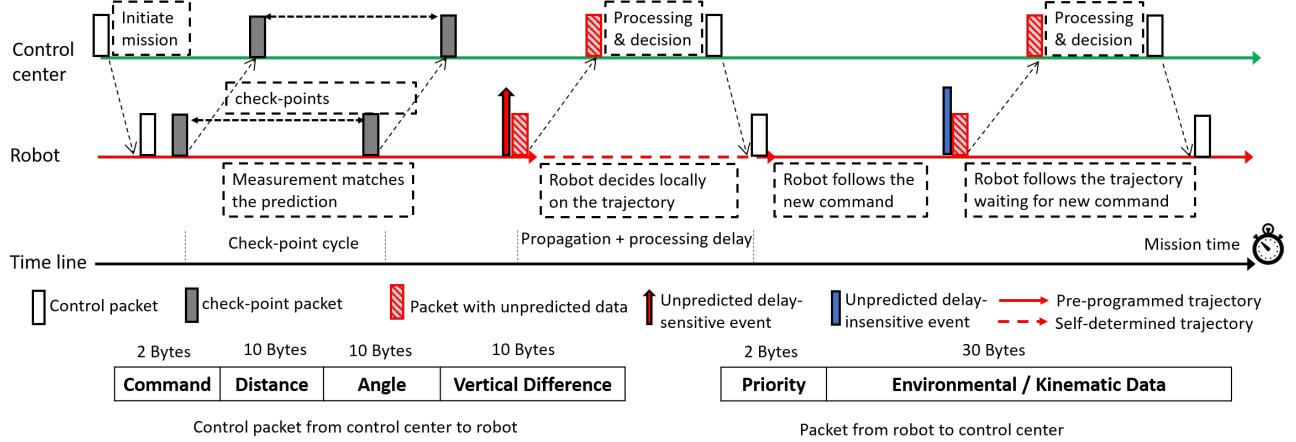 Initiate
mission
Processing
& decision
Processing
& decision
Control
center
check-points
Robot
Measurement matches
the prediction
Robot decides locally
on the trajectory
Robot follows the
new command
Robot follows the trajectory
waiting for new command
Check-point cycle
Propagation + processing delay
Mission time
Time line
Control packet
check-point packet
Packet with unpredicted data
Unpredicted delay-
sensitive event
Unpredicted delay-
insensitive event
Pre-programmed trajectory
Self-determined trajectory
2 Bytes
10 Bytes
10 Bytes
10 Bytes
2 Bytes
30 Bytes
Command
Distance
Angle
Vertical Difference
Priority
Environmental / Kinematic Data
Control packet from control center to robot
Packet from robot to control center